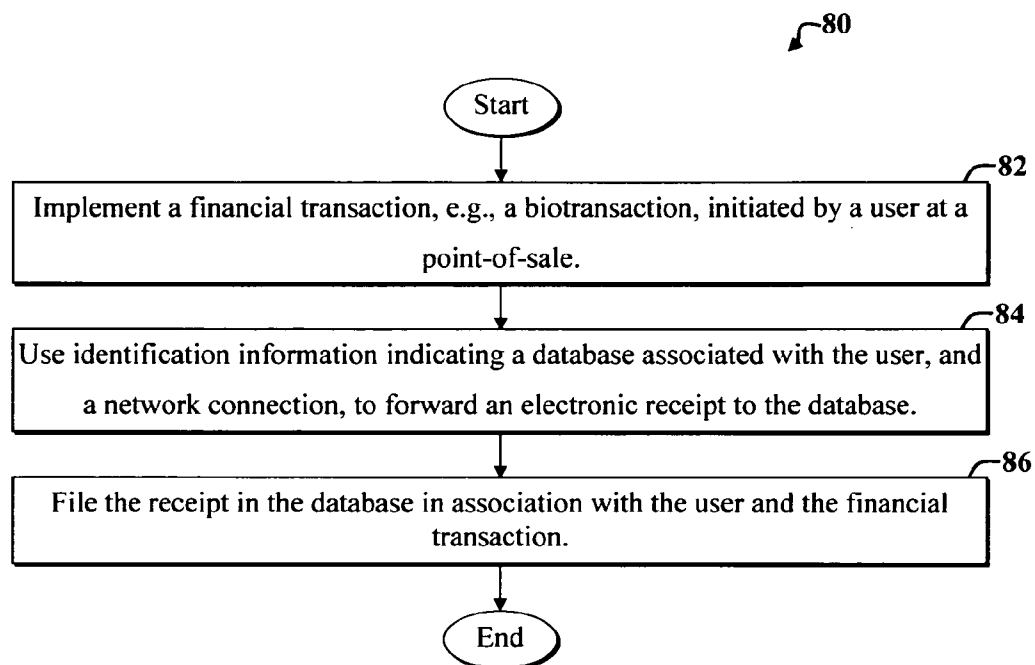 80
Start
82
Implement a financial transaction, e.g., a biotransaction, initiated by a user at a
point-of-sale.
84
Use identification information indicating a database associated with the user, and
a network connection, to forward an electronic receipt to the database.
86
File the receipt in the database in association with the user and the financial
transaction.
End